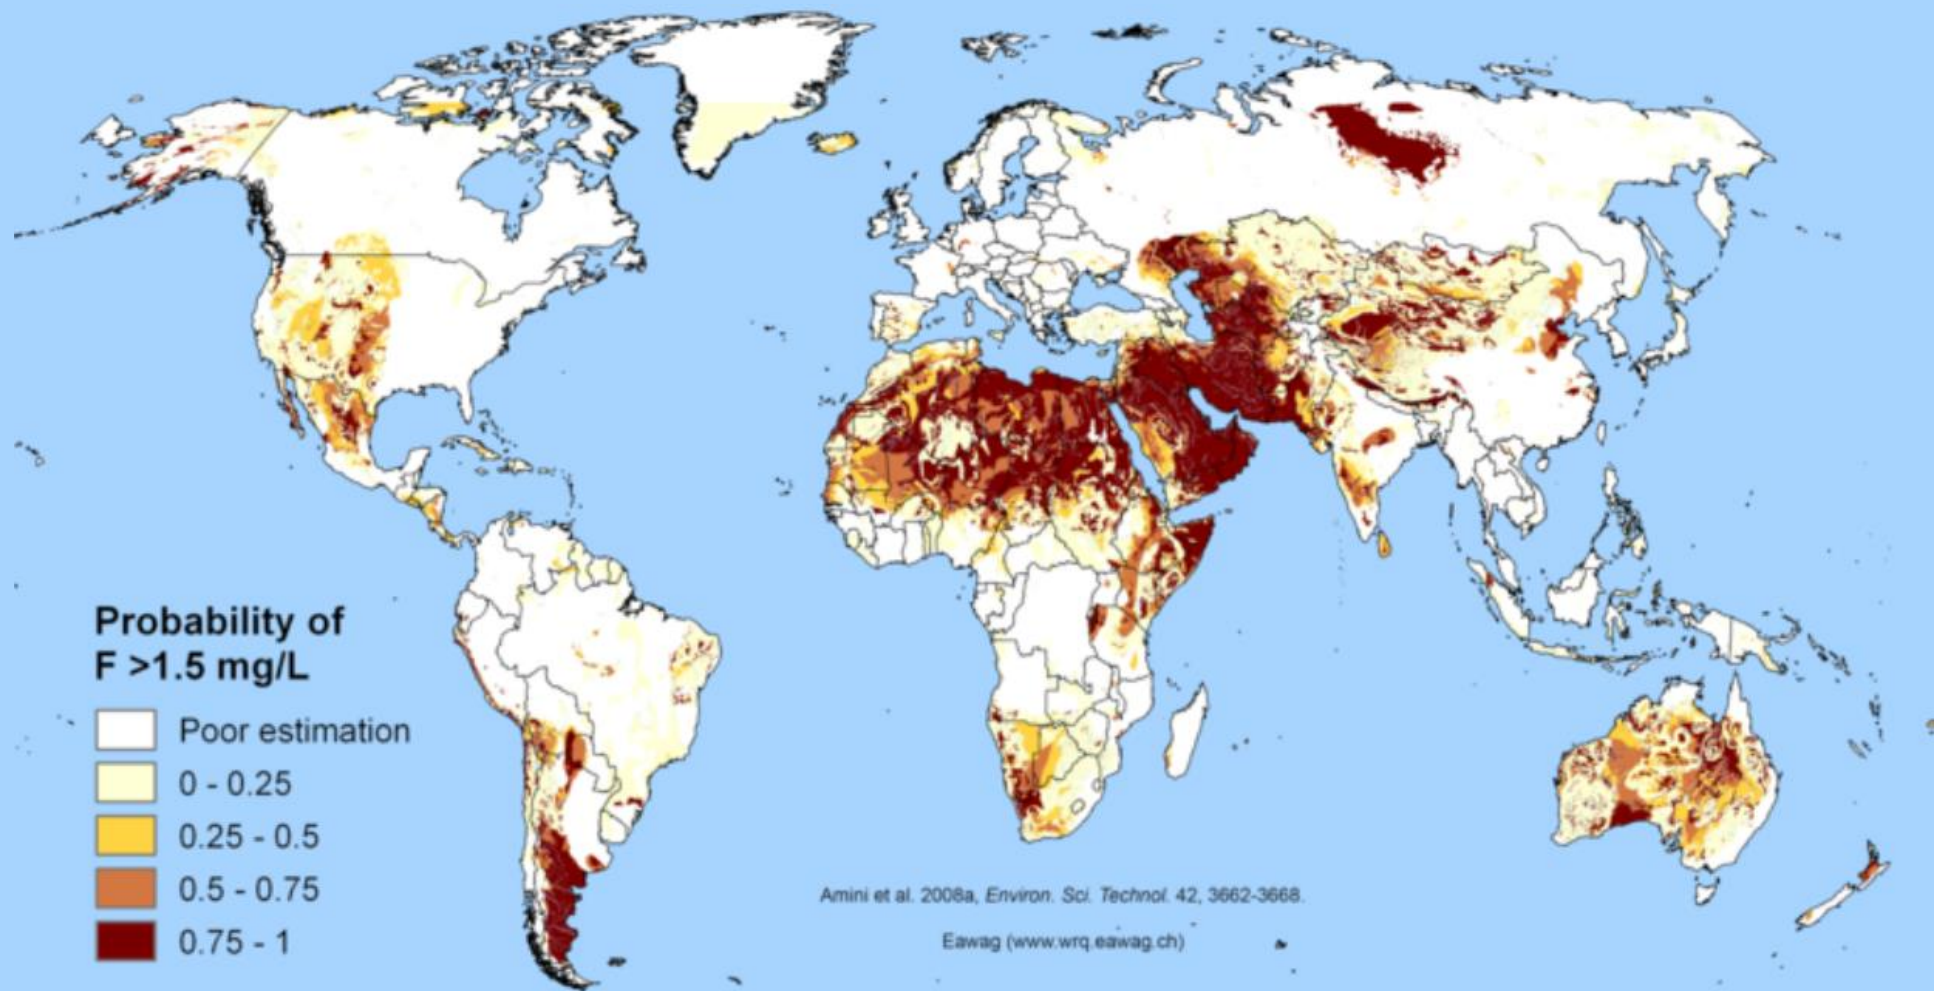 Probability of
F >1.5 mg/L
Poor estimation
0 - 0.25
0.25 - 0.5
0.5 - 0.75
0.75 - 1
Amini et al. 2008a, Environ. Sci. Technol. 42, 3662-3668.
Eawag (www.wrq.eawag.ch)